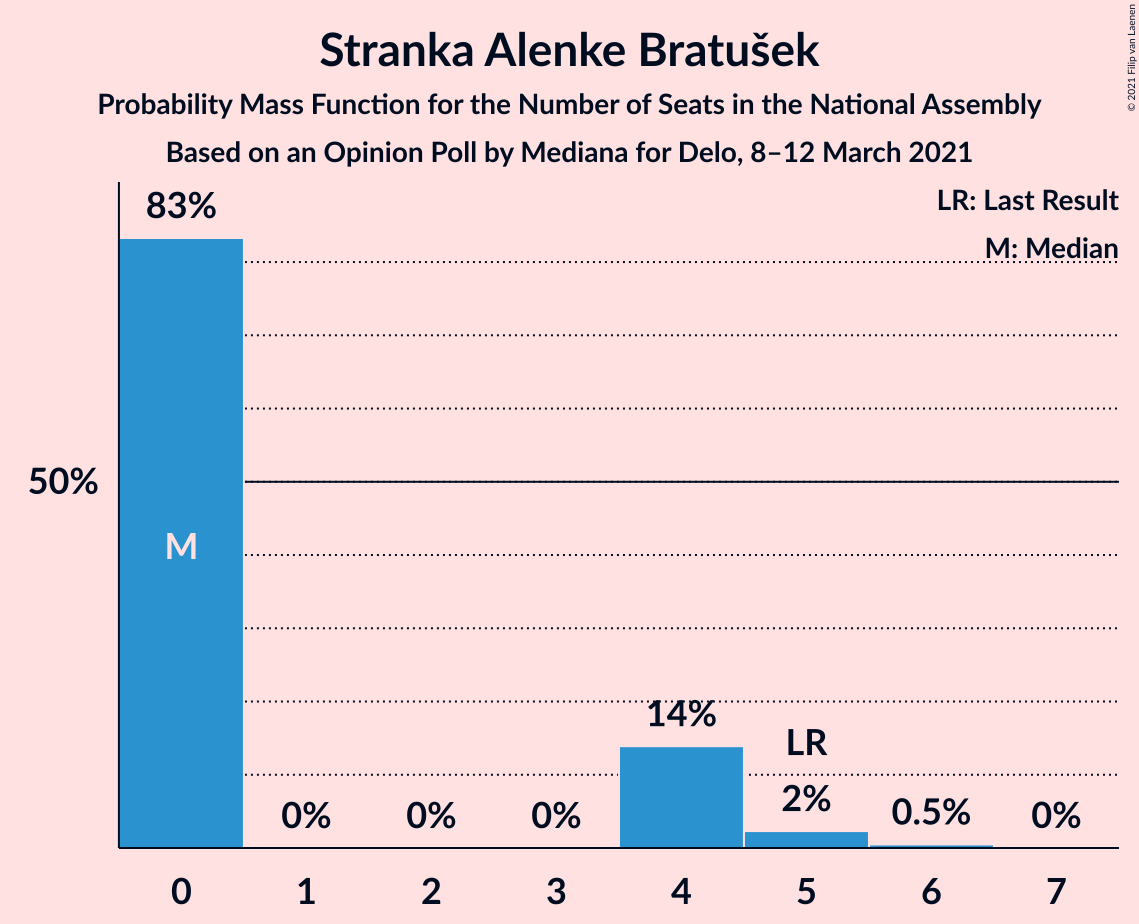 Stranka Alenke Bratušek
Probability Mass Function for the Number of Seats in the National Assembly
Based on an Opinion Poll by Mediana for Delo, 8–12 March 2021
© 2021 Filip van Laenen
LR: Last Result
M: Median
83%
50%
M
14%
LR
0%
0%
0%
2%
0.5%
0%
0 1 2 3 4 5 6 7